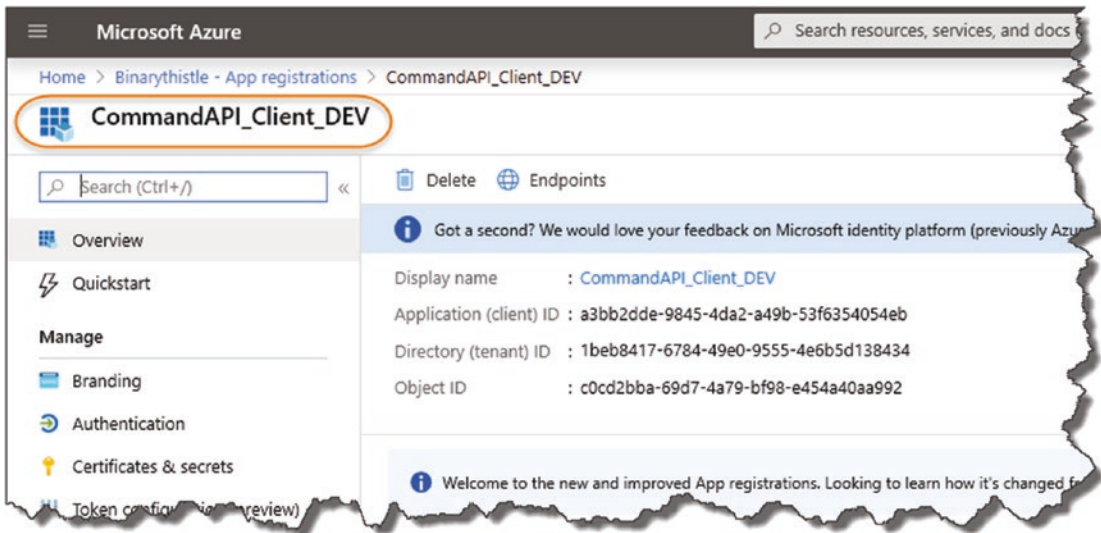 Microsoft Azure
Search resources, services, and docs
Home > Binarythistle - App registrations > CommandAPI_Client_DEV
CommandAPI_Client_DEV
Search (Ctrl+/)
«
Delete
Endpoints
Overview
Got a second? We would love your feedback on Microsoft identity platform (previously
Quickstart
Display name : CommandAPI_Client_DEV
Application (client) ID : a3bb2dde-9845-4da2-a49b-53f6354054eb
Manage
Directory (tenant) ID : 1beb8417-6784-49e0-9555-4e6b5d138434
Branding
Object ID : c0cd2bba-69d7-4a79-bf98-e454a40aa992
Authentication
Certificates & secrets
Welcome to the new and improved App registrations. Looking to learn how it's changed
Token